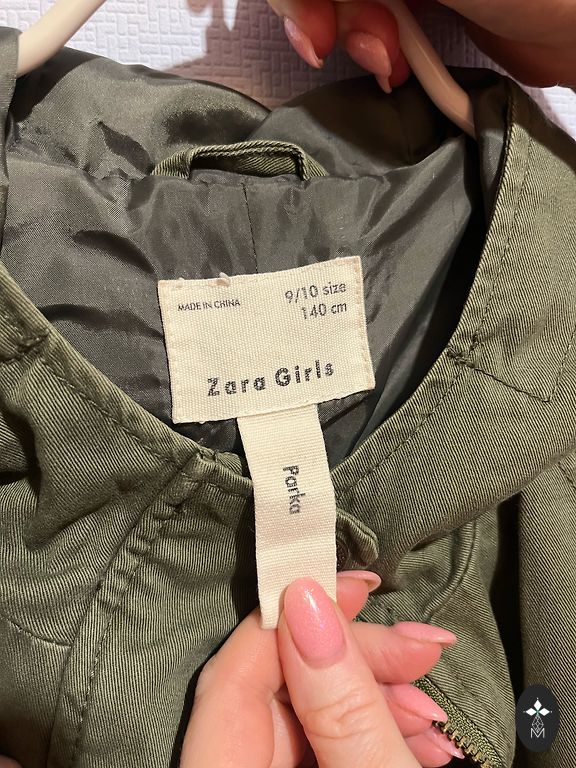 MADE IN CHINA
9/10 size
140 cm
Zara Girls
Parka